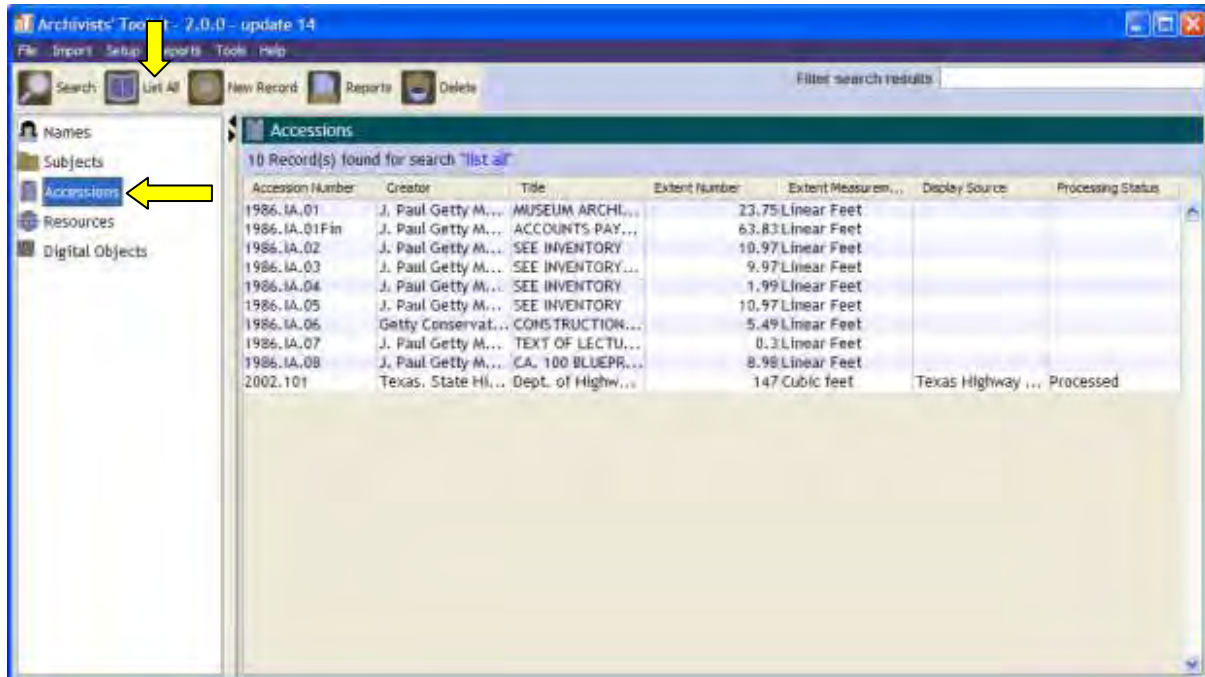 Archivists' Toolkit - 2.0.0 - update 14
File Import Setup Reports Tools Help
Search List All New Record Reports Delete Filter search results
Names
Subjects
Accessions
Resources
Digital Objects
Accessions
10 Record(s) found for search "list all"
Accession Number Creator Title Extent Number Extent Measurem... Display Source Processing Status
1986.IA.01 J. Paul Getty M... MUSEUM ARCHI... 23.75 Linear Feet
1986.IA.01Fin J. Paul Getty M... ACCOUNTS PAY... 63.83 Linear Feet
1986.IA.02 J. Paul Getty M... SEE INVENTORY 10.97 Linear Feet
1986.IA.03 J. Paul Getty M... SEE INVENTORY... 9.97 Linear Feet
1986.IA.04 J. Paul Getty M... SEE INVENTORY 1.99 Linear Feet
1986.IA.05 J. Paul Getty M... SEE INVENTORY 10.97 Linear Feet
1986.IA.06 Getty Conservat... CONSTRUCTION... 5.49 Linear Feet
1986.IA.07 J. Paul Getty M... TEXT OF LECTU... 0.3 Linear Feet
1986.IA.08 J. Paul Getty M... CA. 100 BLUEPR... 8.98 Linear Feet
2002.101 Texas. State Hi... Dept. of Highw... 147 Cubic feet Texas Highway ... Processed